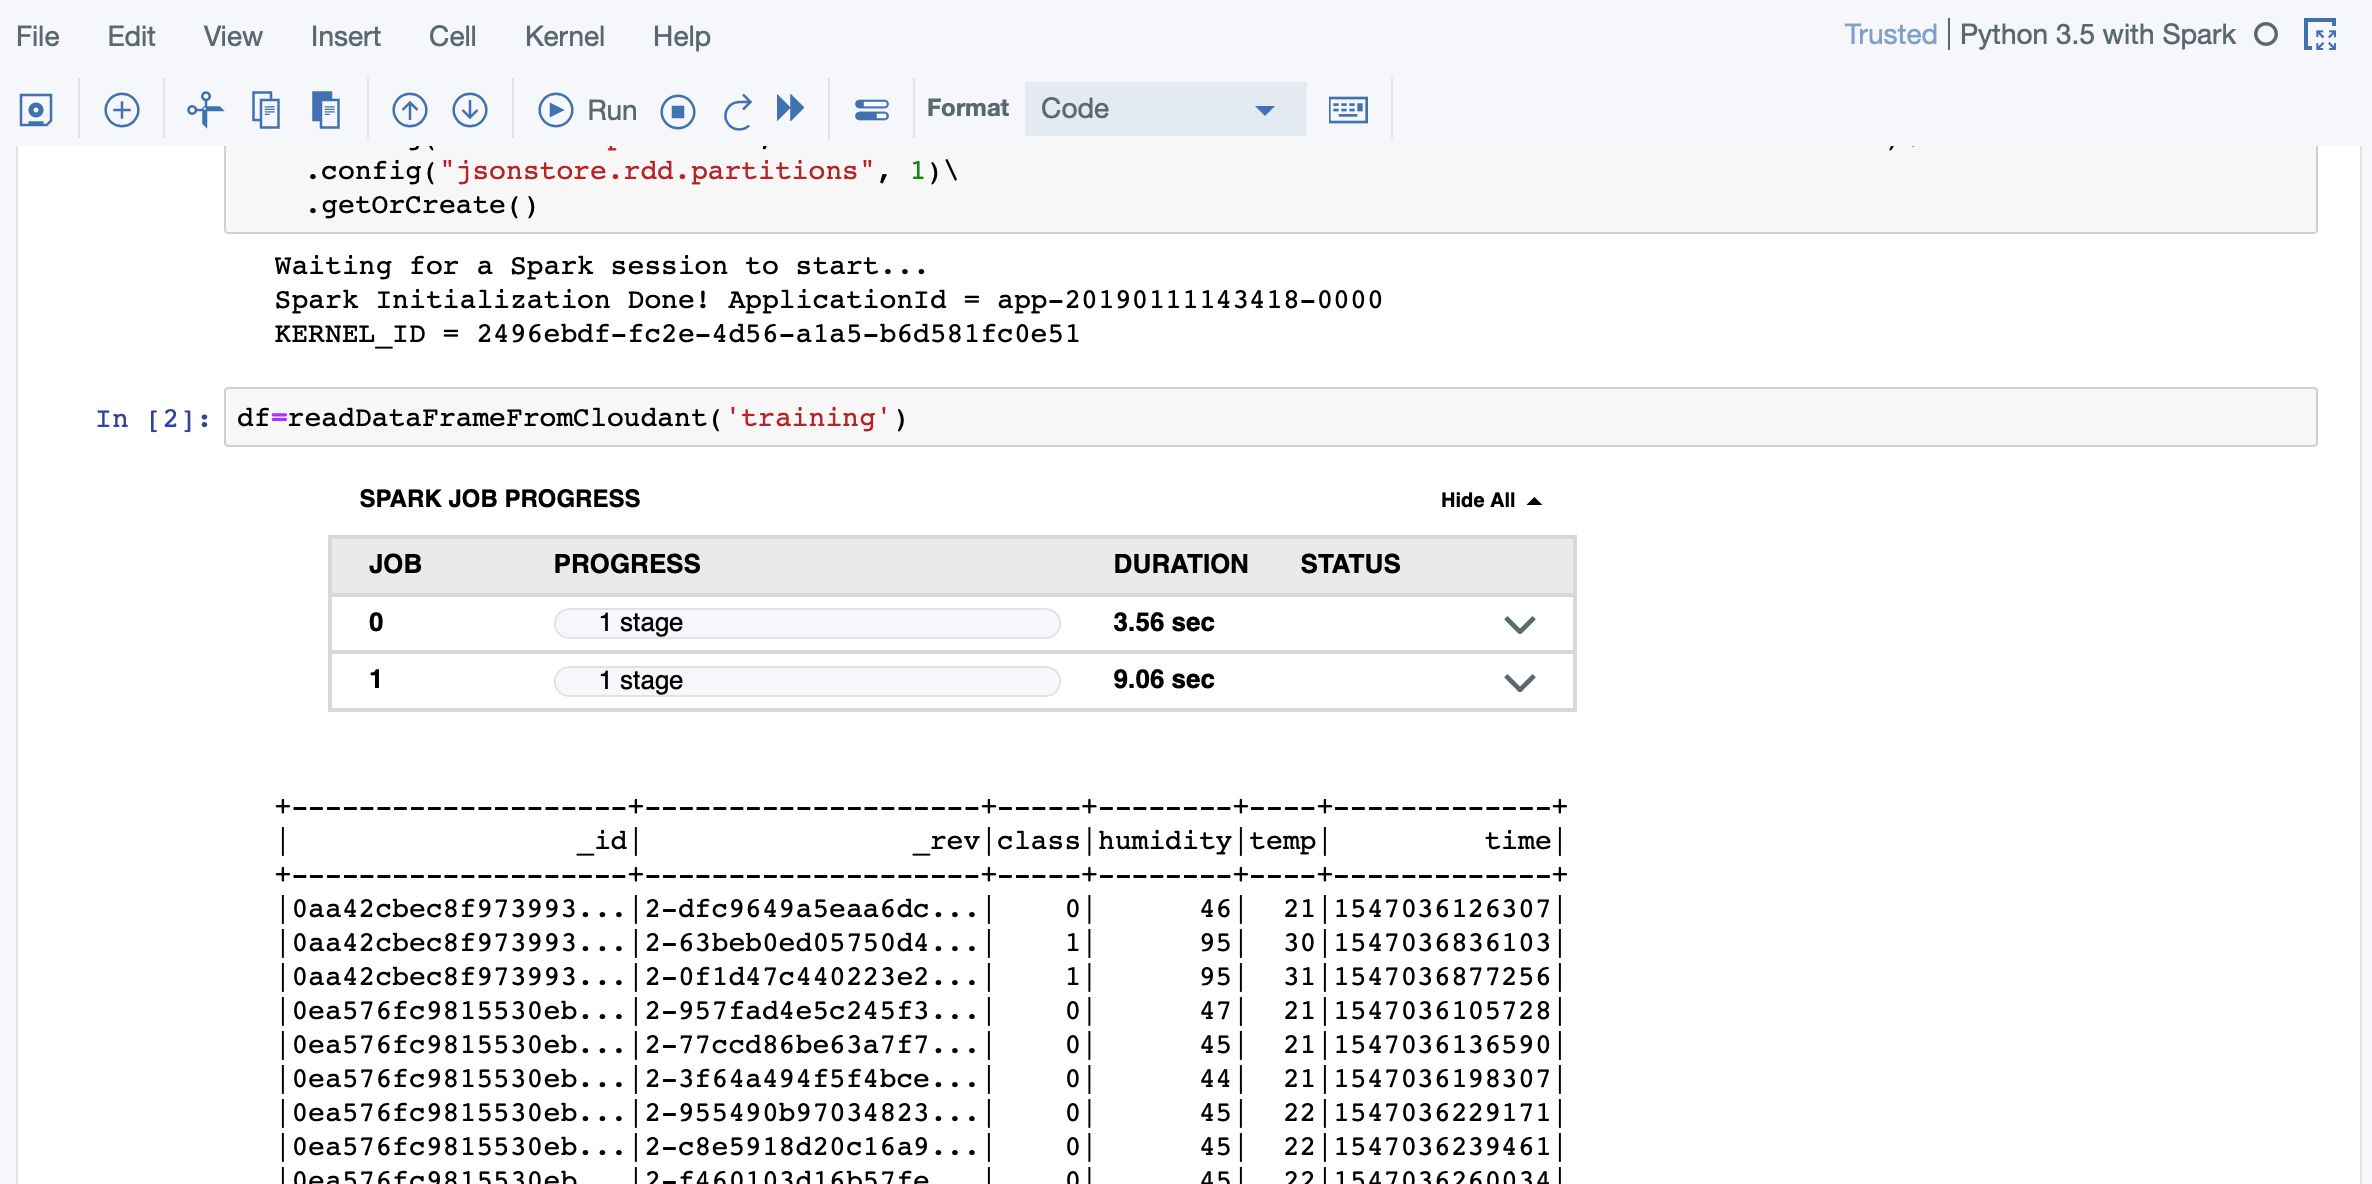 File Edit View Insert Cell Kernel Help Trusted | Python 3.5 with Spark
Run Format Code
.config("jsonstore.rdd.partitions", 1)\
.getOrCreate()
Waiting for a Spark session to start...
Spark Initialization Done! ApplicationId = app-20190111143418-0000
KERNEL_ID = 2496ebdf-fc2e-4d56-a1a5-b6d581fc0e51
In [2]: df=readDataFrameFromCloudant('training')
SPARK JOB PROGRESS Hide All
JOB PROGRESS DURATION STATUS
0 1 stage 3.56 sec
1 1 stage 9.06 sec
+--------------------+--------------------+-----+--------+----+-------------+
|                 _id|                _rev|class|humidity|temp|         time|
+--------------------+--------------------+-----+--------+----+-------------+
|0aa42cbec8f973993...|2-dfc9649a5eaa6dc...|    0|      46|  21|1547036126307|
|0aa42cbec8f973993...|2-63beb0ed05750d4...|    1|      95|  30|1547036836103|
|0aa42cbec8f973993...|2-0f1d47c440223e2...|    1|      95|  31|1547036877256|
|0ea576fc9815530eb...|2-957fad4e5c245f3...|    0|      47|  21|1547036105728|
|0ea576fc9815530eb...|2-77ccd86be63a7f7...|    0|      45|  21|1547036136590|
|0ea576fc9815530eb...|2-3f64a494f5f4bce...|    0|      44|  21|1547036198307|
|0ea576fc9815530eb...|2-955490b97034823...|    0|      45|  22|1547036229171|
|0ea576fc9815530eb...|2-c8e5918d20c16a9...|    0|      45|  22|1547036239461|
|0ea576fc9815530eb...|2-f460103d16b57fe...|    0|      45|  22|1547036260034|